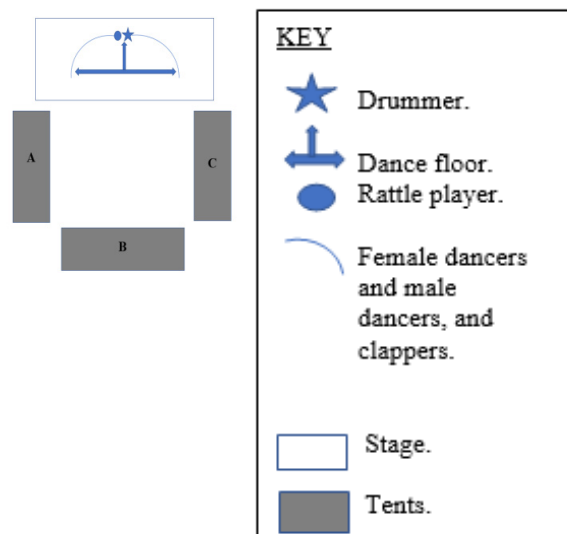 A
C
B
KEY
Drummer.
Dance floor.
Rattle player.
Female dancers
and male
dancers, and
clappers.
Stage.
Tents.